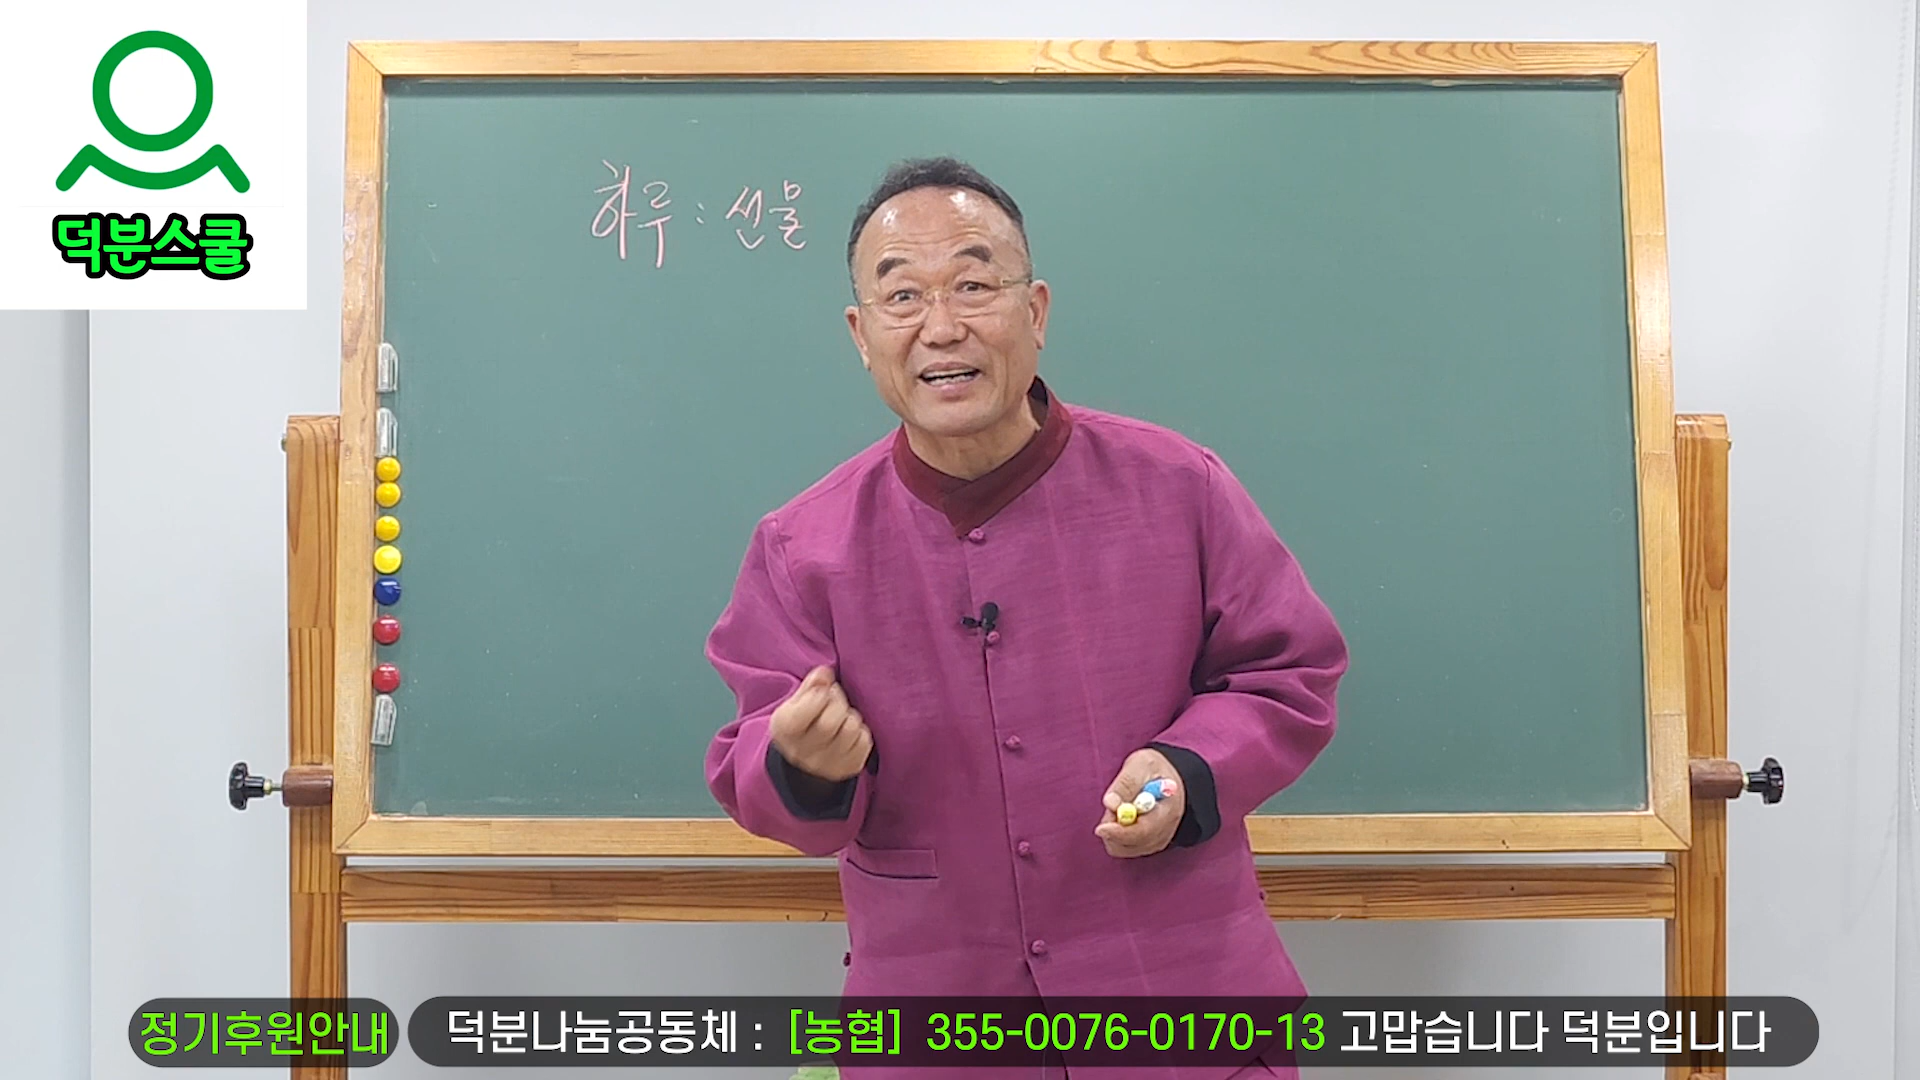 덕분스쿨
하루 : 선물
정기후원안내 덕분나눔공동체 : [농협] 355-0076-0170-13 고맙습니다 덕분입니다